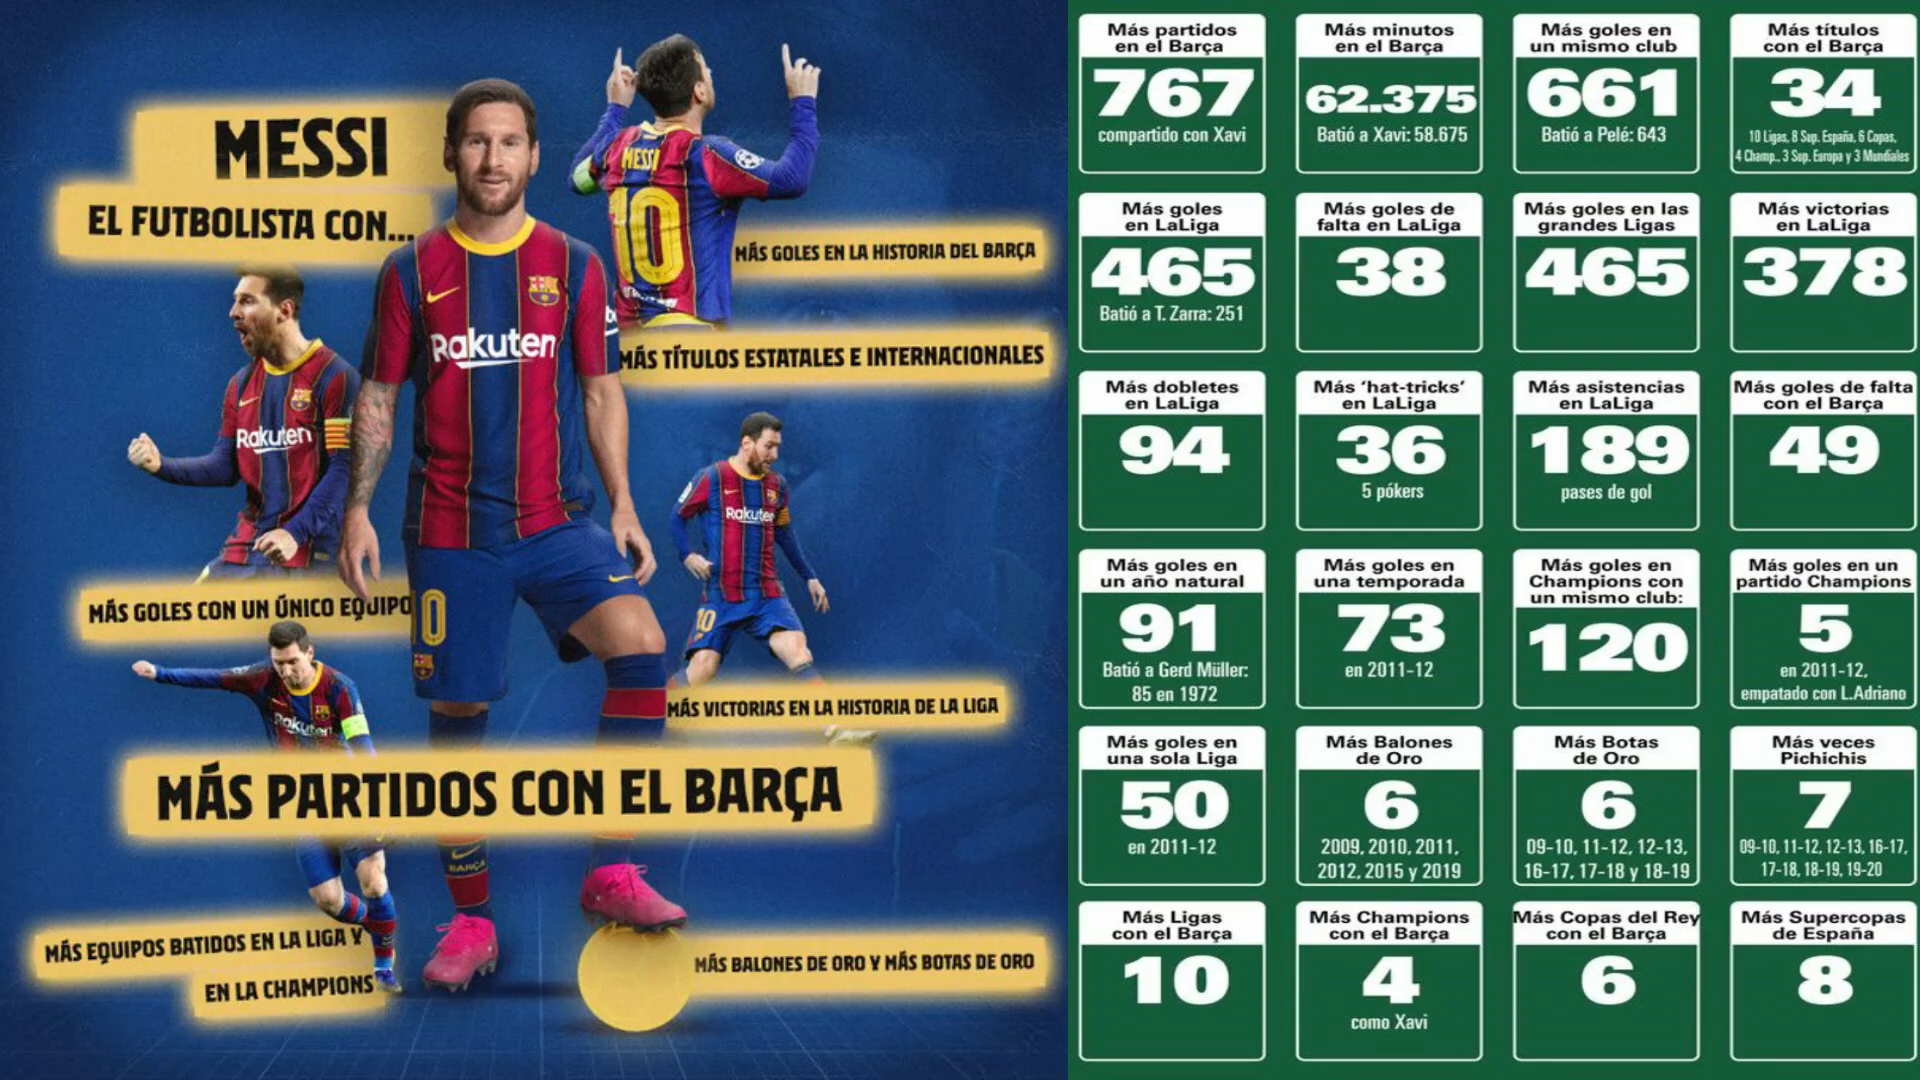 MESSI
EL FUTBOLISTA CON...
MESSI
10
MÁS GOLES EN LA HISTORIA DEL BARÇA
Rakuten
MÁS TÍTULOS ESTATALES E INTERNACIONALES
Rakuten
Rakuten
MÁS GOLES CON UN ÚNICO EQUIPO
10
10
Rakuten
MÁS VICTORIAS EN LA HISTORIA DE LA LIGA
MÁS PARTIDOS CON EL BARÇA
BARÇA
MÁS EQUIPOS BATIDOS EN LA LIGA Y
EN LA CHAMPIONS
MÁS BALONES DE ORO Y MÁS BOTAS DE ORO
Más partidos
en el Barça
767
compartido con Xavi
Más minutos
en el Barça
62.375
Batió a Xavi: 58.675
Más goles en
un mismo club
661
Batió a Pelé: 643
Más títulos
con el Barça
34
10 Ligas, 8 Sup. España, 6 Copas,
4 Champ., 3 Sup. Europa y 3 Mundiales
Más goles
en LaLiga
465
Batió a T. Zarra: 251
Más goles de
falta en LaLiga
38
Más goles en las
grandes Ligas
465
Más victorias
en LaLiga
378
Más dobletes
en LaLiga
94
Más ‘hat-tricks’
en LaLiga
36
5 pókers
Más asistencias
en LaLiga
189
pases de gol
Más goles de falta
con el Barça
49
Más goles en
un año natural
91
Batió a Gerd Müller:
85 en 1972
Más goles en
una temporada
73
en 2011-12
Más goles en
Champions con
un mismo club:
120
Más goles en un
partido Champions
5
en 2011-12,
empatado con L.Adriano
Más goles en
una sola Liga
50
en 2011-12
Más Balones
de Oro
6
2009, 2010, 2011,
2012, 2015 y 2019
Más Botas
de Oro
6
09-10, 11-12, 12-13,
16-17, 17-18 y 18-19
Más veces
Pichichis
7
09-10, 11-12, 12-13, 16-17,
17-18, 18-19, 19-20
Más Ligas
con el Barça
10
Más Champions
con el Barça
4
como Xavi
Más Copas del Rey
con el Barça
6
Más Supercopas
de España
8